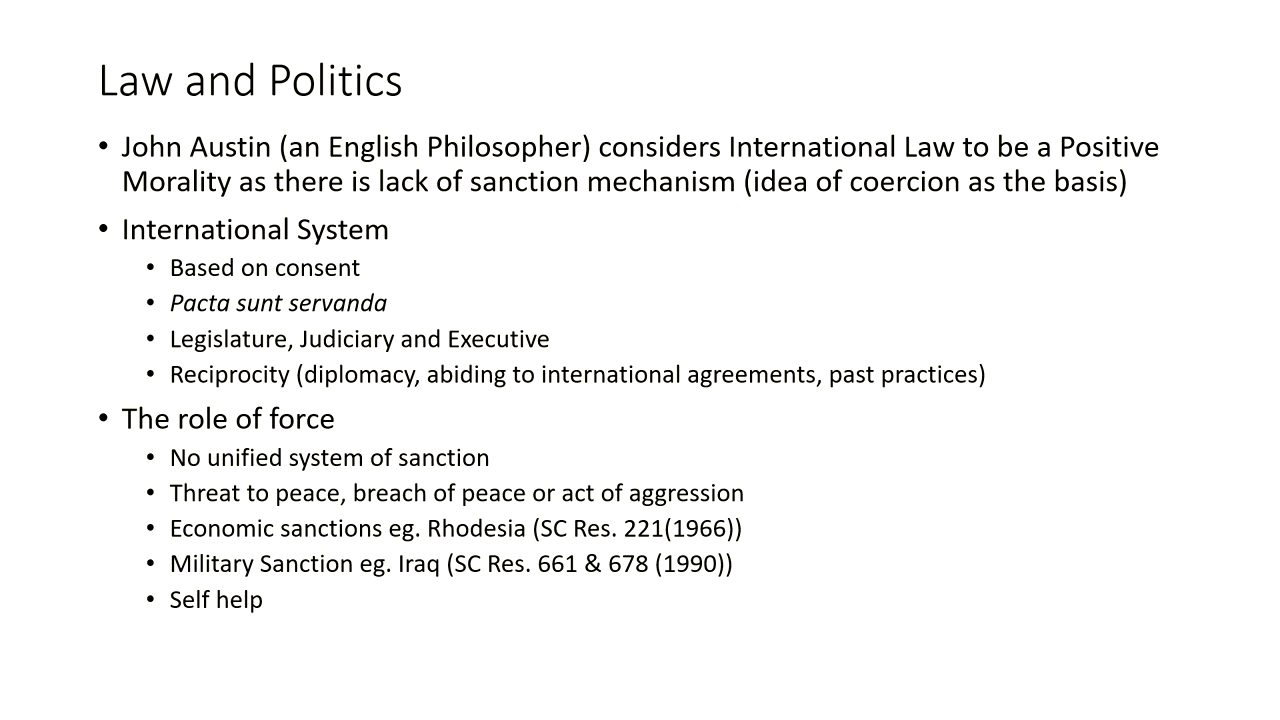 Law and Politics
• John Austin (an English Philosopher) considers International Law to be a Positive
Morality as there is lack of sanction mechanism (idea of coercion as the basis)
• International System
• Based on consent
• Pacta sunt servanda
• Legislature, Judiciary and Executive
• Reciprocity (diplomacy, abiding to international agreements, past practices)
• The role of force
• No unified system of sanction
• Threat to peace, breach of peace or act of aggression
• Economic sanctions eg. Rhodesia (SC Res. 221(1966))
• Military Sanction eg. Iraq (SC Res. 661 & 678 (1990))
• Self help